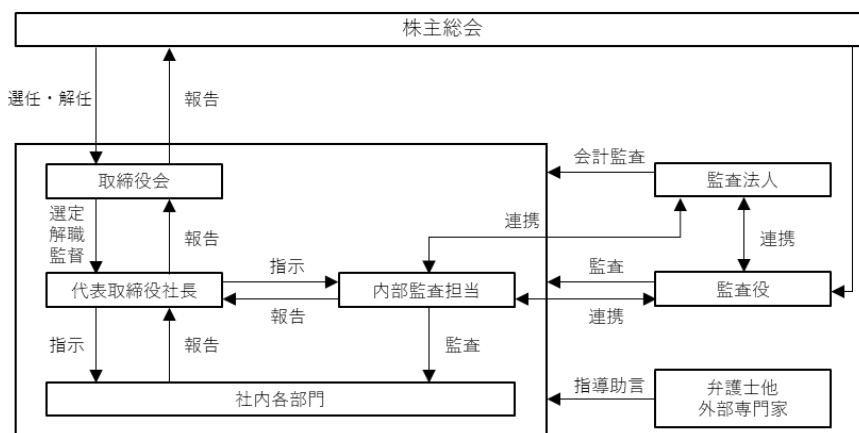 株主総会
選任・解任
報告
取締役会
会計監査
監査法人
選定
解職
監督
報告
連携
連携
代表取締役社長
指示
報告
内部監査担当
監査
連携
監査役
指示
報告
監査
社内各部門
指導助言
弁護士他
外部専門家